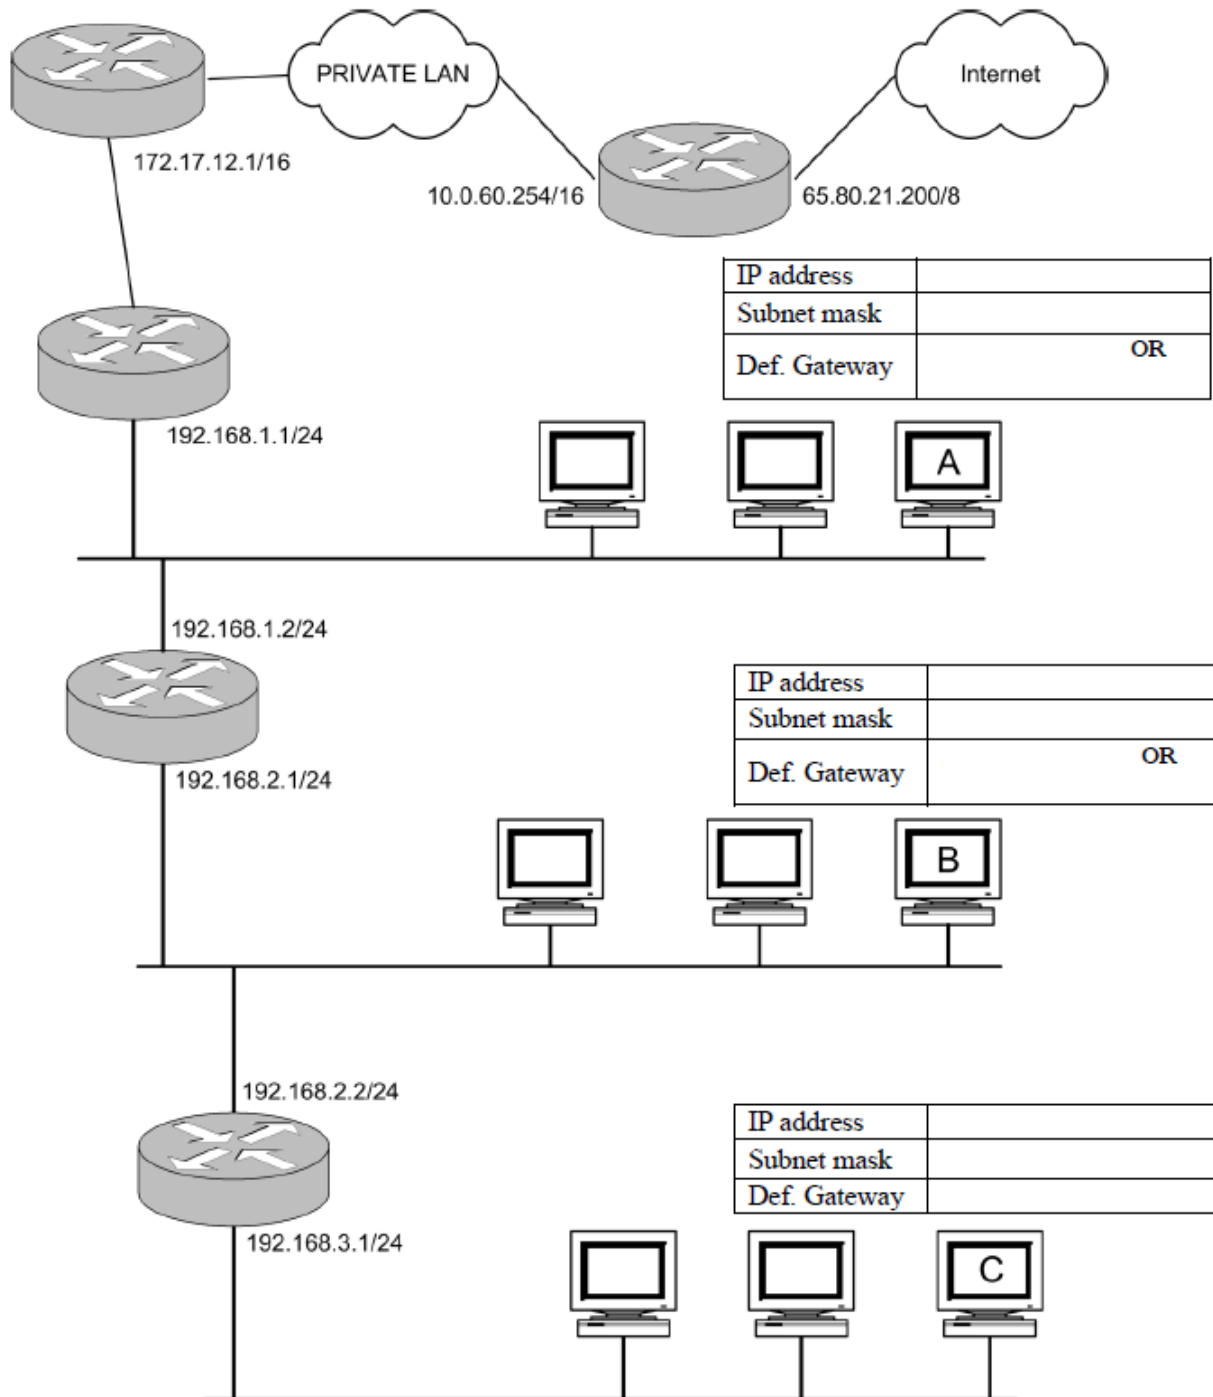 PRIVATE LAN
Internet
172.17.12.1/16
10.0.60.254/16
65.80.21.200/8
IP address
Subnet mask
OR
Def. Gateway
192.168.1.1/24
A
192.168.1.2/24
IP address
Subnet mask
OR
Def. Gateway
192.168.2.1/24
B
192.168.2.2/24
IP address
Subnet mask
Def. Gateway
192.168.3.1/24
C